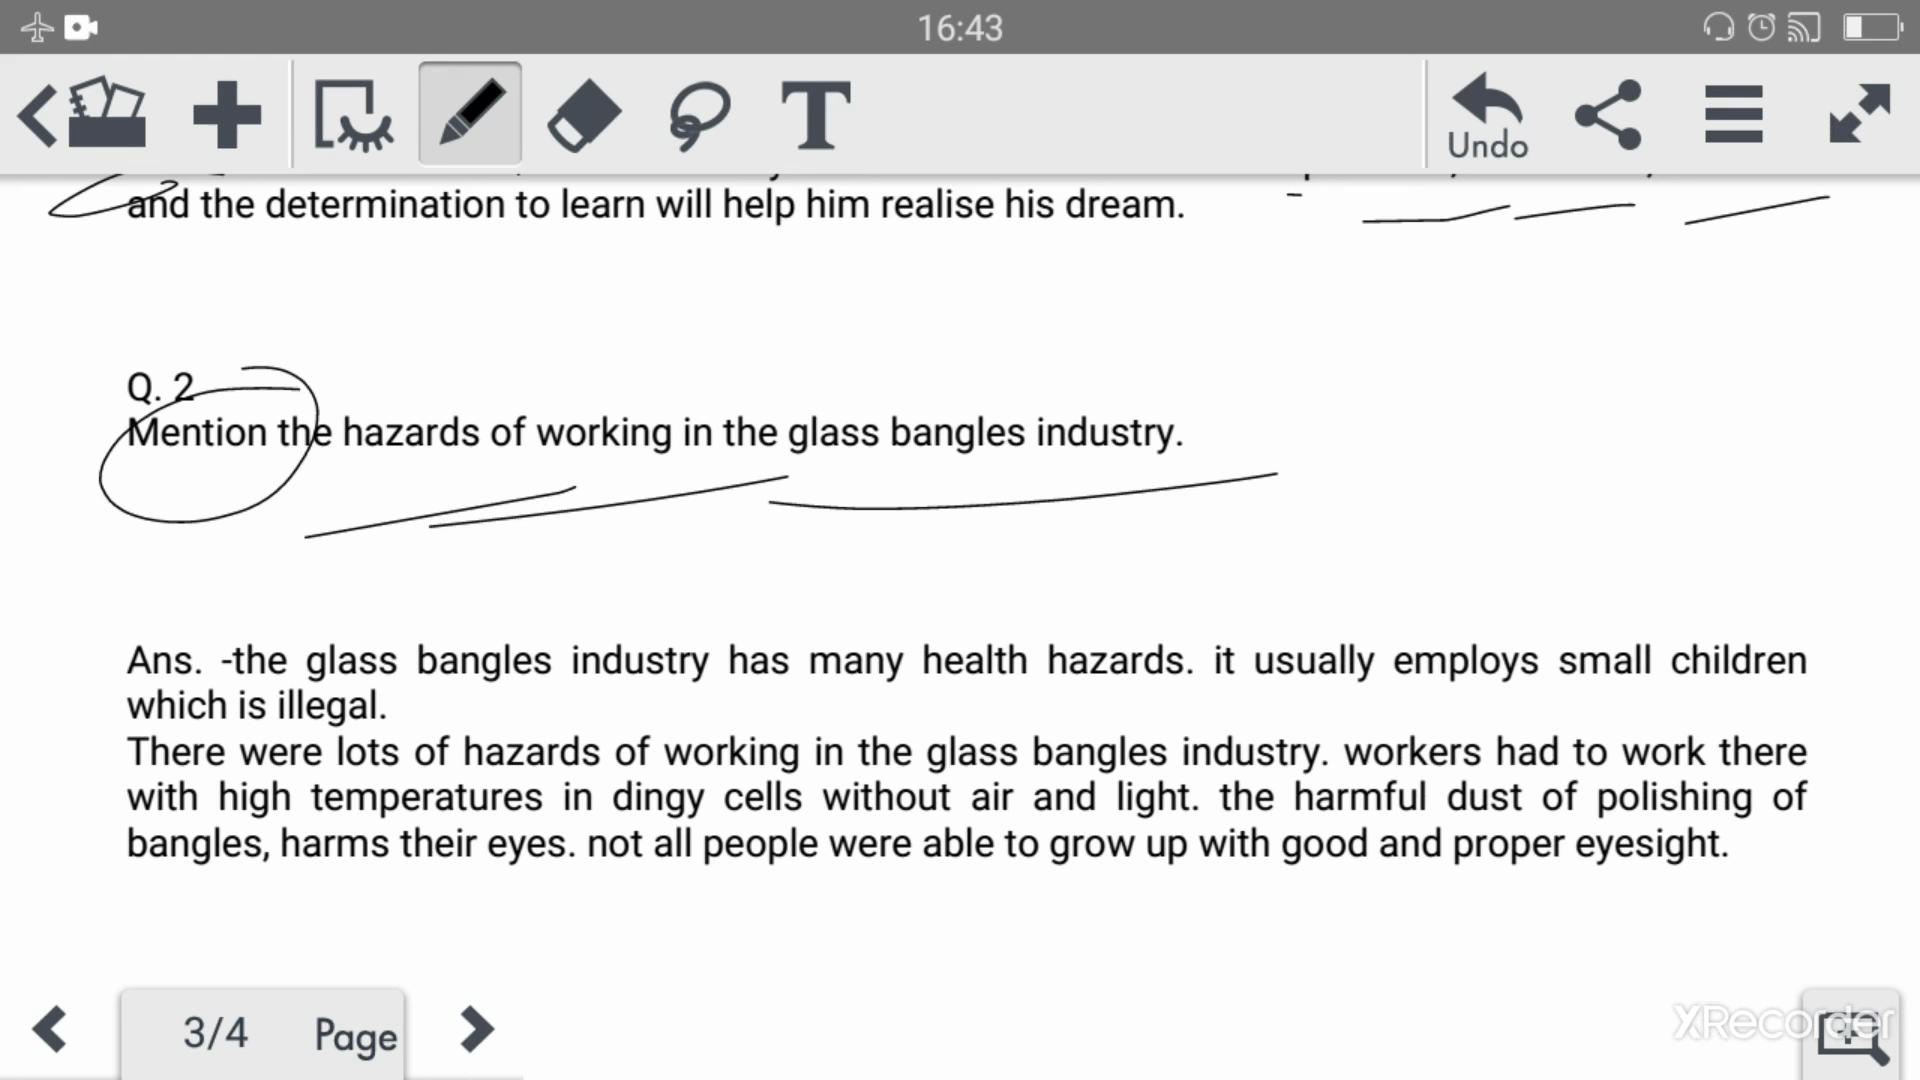 16:43
T
Undo
and the determination to learn will help him realise his dream.
Q. 2
Mention the hazards of working in the glass bangles industry.
Ans. -the glass bangles industry has many health hazards. it usually employs small children
which is illegal.
There were lots of hazards of working in the glass bangles industry. workers had to work there
with high temperatures in dingy cells without air and light. the harmful dust of polishing of
bangles, harms their eyes. not all people were able to grow up with good and proper eyesight.
3/4 Page
XRecorder